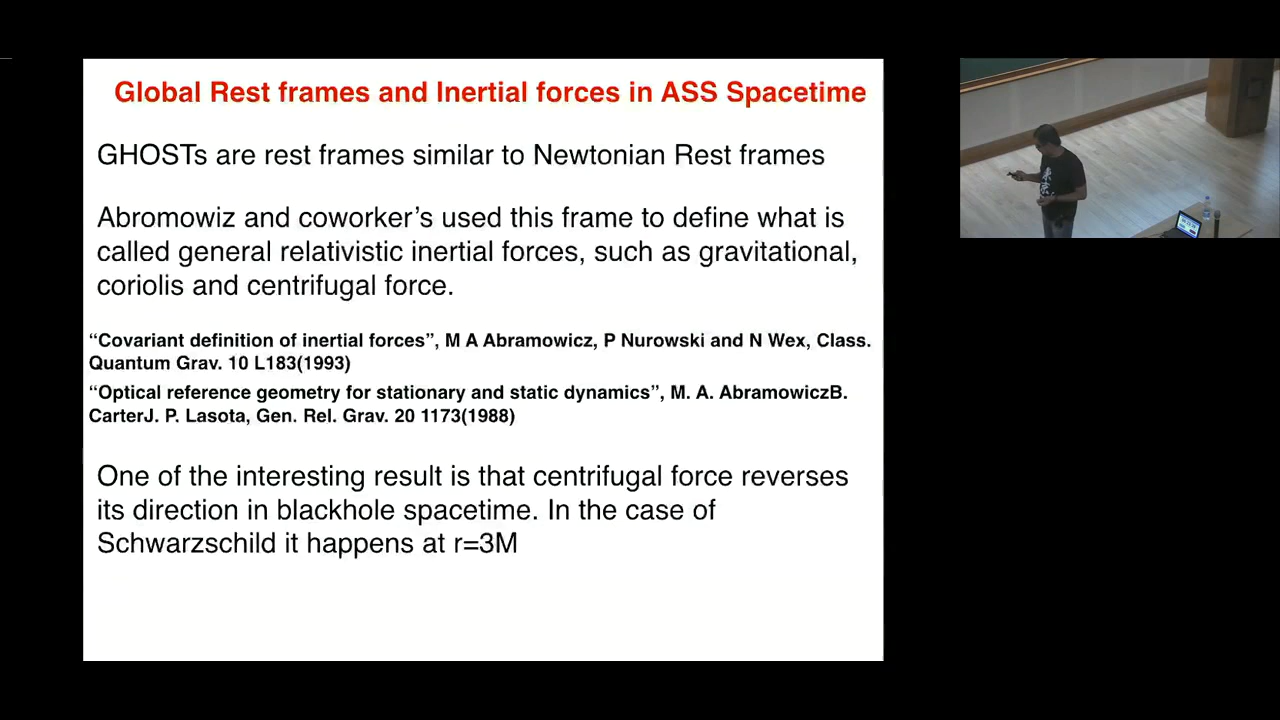 Global Rest frames and Inertial forces in ASS Spacetime
GHOSTs are rest frames similar to Newtonian Rest frames
Abromowiz and coworker’s used this frame to define what is
called general relativistic inertial forces, such as gravitational,
coriolis and centrifugal force.
“Covariant definition of inertial forces”, M A Abramowicz, P Nurowski and N Wex, Class.
Quantum Grav. 10 L183(1993)
“Optical reference geometry for stationary and static dynamics”, M. A. AbramowiczB.
CarterJ. P. Lasota, Gen. Rel. Grav. 20 1173(1988)
One of the interesting result is that centrifugal force reverses
its direction in blackhole spacetime. In the case of
Schwarzschild it happens at r=3M